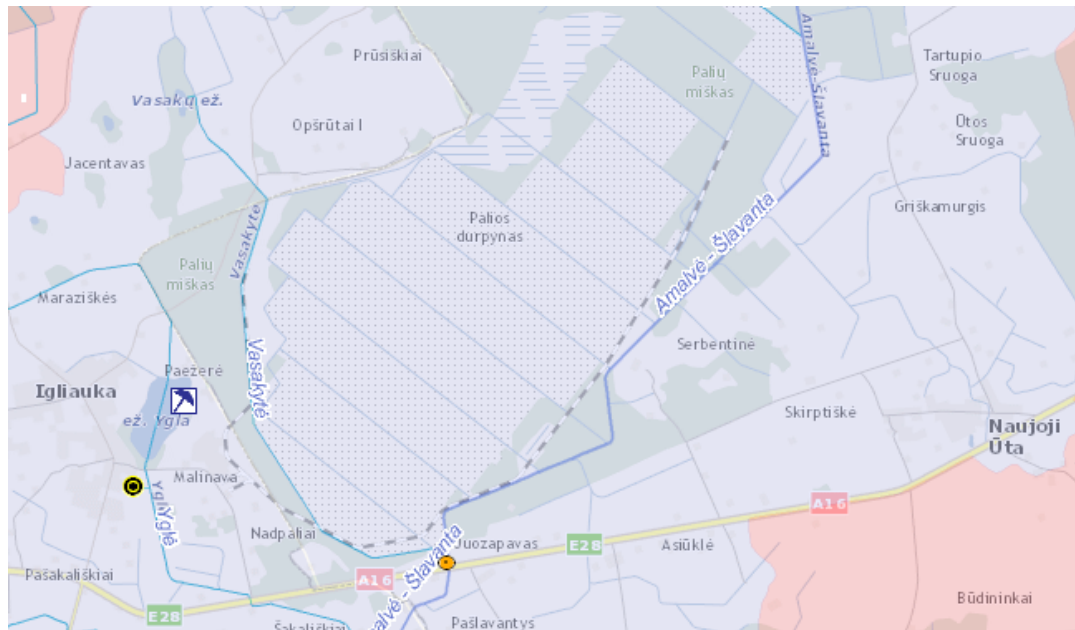 Prūsiškiai
Amalvė-Šlavanta
Tartupio
Sruoga
Palių
miškas
Vasakų ež.
Opšrūtai I
Ūtos
Sruoga
Jacentavas
Palios
durpynas
Griškamurgis
Vasakytė
Palių
miškas
Amalvė - Šlavanta
Maraziškės
Serbentinė
Vasakytė
Paežerė
Igliauka
ež. Ygla
Skirptiškė
Naujoji
Ūta
Malinava
A16
Yglė
Nadpaliai
Juozapavas
E28
Asiūklė
Amalvė - Šlavanta
Pašakališkiai
A16
Būdininkai
E28
Šakališkiai
Pašlavantys